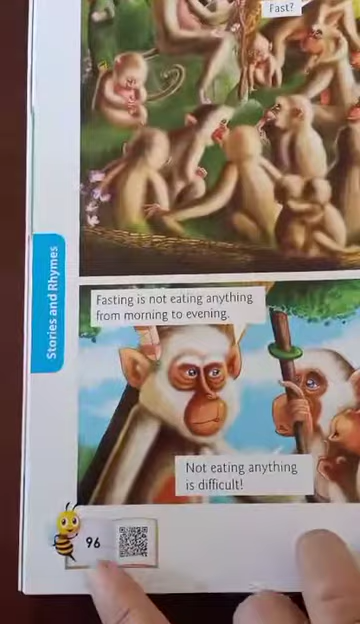 Fast?
Stories and Rhymes
Fasting is not eating anything
from morning to evening.
Not eating anything
is difficult!
96